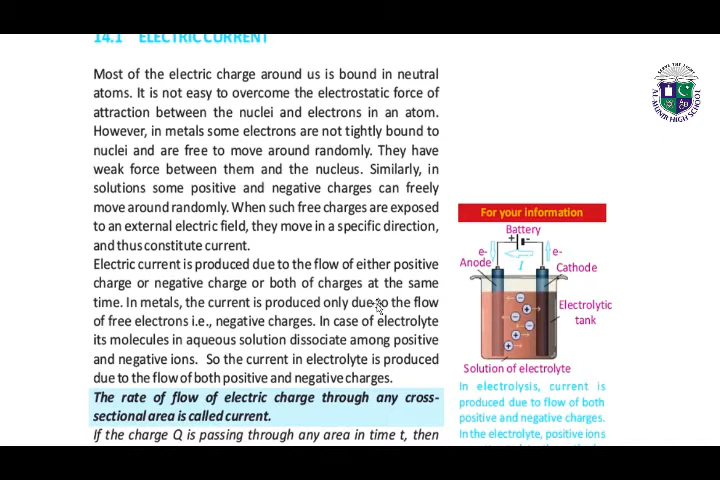 14.1 ELECTRIC CURRENT
Most of the electric charge around us is bound in neutral
atoms. It is not easy to overcome the electrostatic force of
attraction between the nuclei and electrons in an atom.
However, in metals some electrons are not tightly bound to
nuclei and are free to move around randomly. They have
weak force between them and the nucleus. Similarly, in
solutions some positive and negative charges can freely
move around randomly. When such free charges are exposed
to an external electric field, they move in a specific direction,
and thus constitute current.
Electric current is produced due to the flow of either positive
charge or negative charge or both of charges at the same
time. In metals, the current is produced only due to the flow
of free electrons i.e., negative charges. In case of electrolyte
its molecules in aqueous solution dissociate among positive
and negative ions. So the current in electrolyte is produced
due to the flow of both positive and negative charges.
The rate of flow of electric charge through any cross-
sectional area is called current.
If the charge Q is passing through any area in time t, then
AL-MUNIR HIGH SCHOOL
For your information
Battery
+ -
e- I e-
Anode
Cathode
Electrolytic
tank
Solution of electrolyte
In electrolysis, current is
produced due to flow of both
positive and negative charges.
In the electrolyte, positive ions